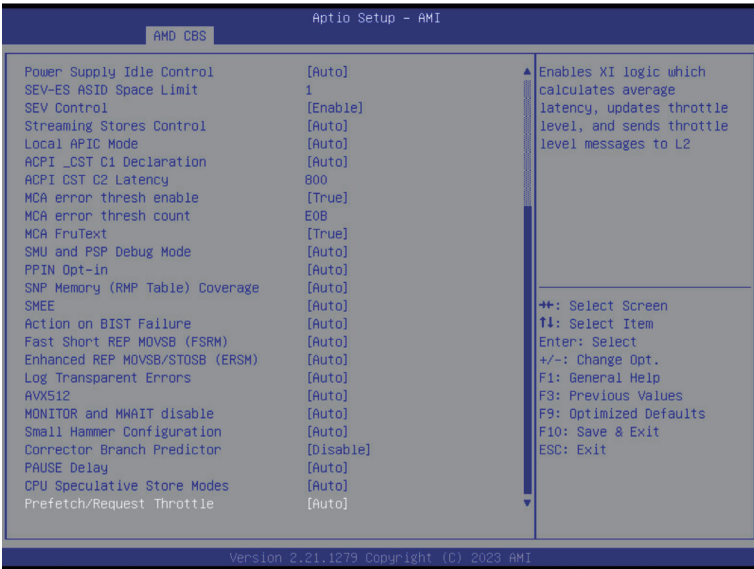 Aptio Setup – AMI
AMD CBS
Power Supply Idle Control [Auto]
SEV-ES ASID Space Limit 1
SEV Control [Enable]
Streaming Stores Control [Auto]
Local APIC Mode [Auto]
ACPI _CST C1 Declaration [Auto]
ACPI CST C2 Latency 800
MCA error thresh enable [True]
MCA error thresh count E0B
MCA FruText [True]
SMU and PSP Debug Mode [Auto]
PPIN Opt-in [Auto]
SNP Memory (RMP Table) Coverage [Auto]
SMEE [Auto]
Action on BIST Failure [Auto]
Fast Short REP MOVSB (FSRM) [Auto]
Enhanced REP MOVSB/STOSB (ERSM) [Auto]
Log Transparent Errors [Auto]
AVX512 [Auto]
MONITOR and MWAIT disable [Auto]
Small Hammer Configuration [Auto]
Corrector Branch Predictor [Disable]
PAUSE Delay [Auto]
CPU Speculative Store Modes [Auto]
Prefetch/Request Throttle [Auto]
Enables XI logic which
calculates average
latency, updates throttle
level, and sends throttle
level messages to L2
→←: Select Screen
↑↓: Select Item
Enter: Select
+/-: Change Opt.
F1: General Help
F3: Previous Values
F9: Optimized Defaults
F10: Save & Exit
ESC: Exit
Version 2.21.1279 Copyright (C) 2023 AMI